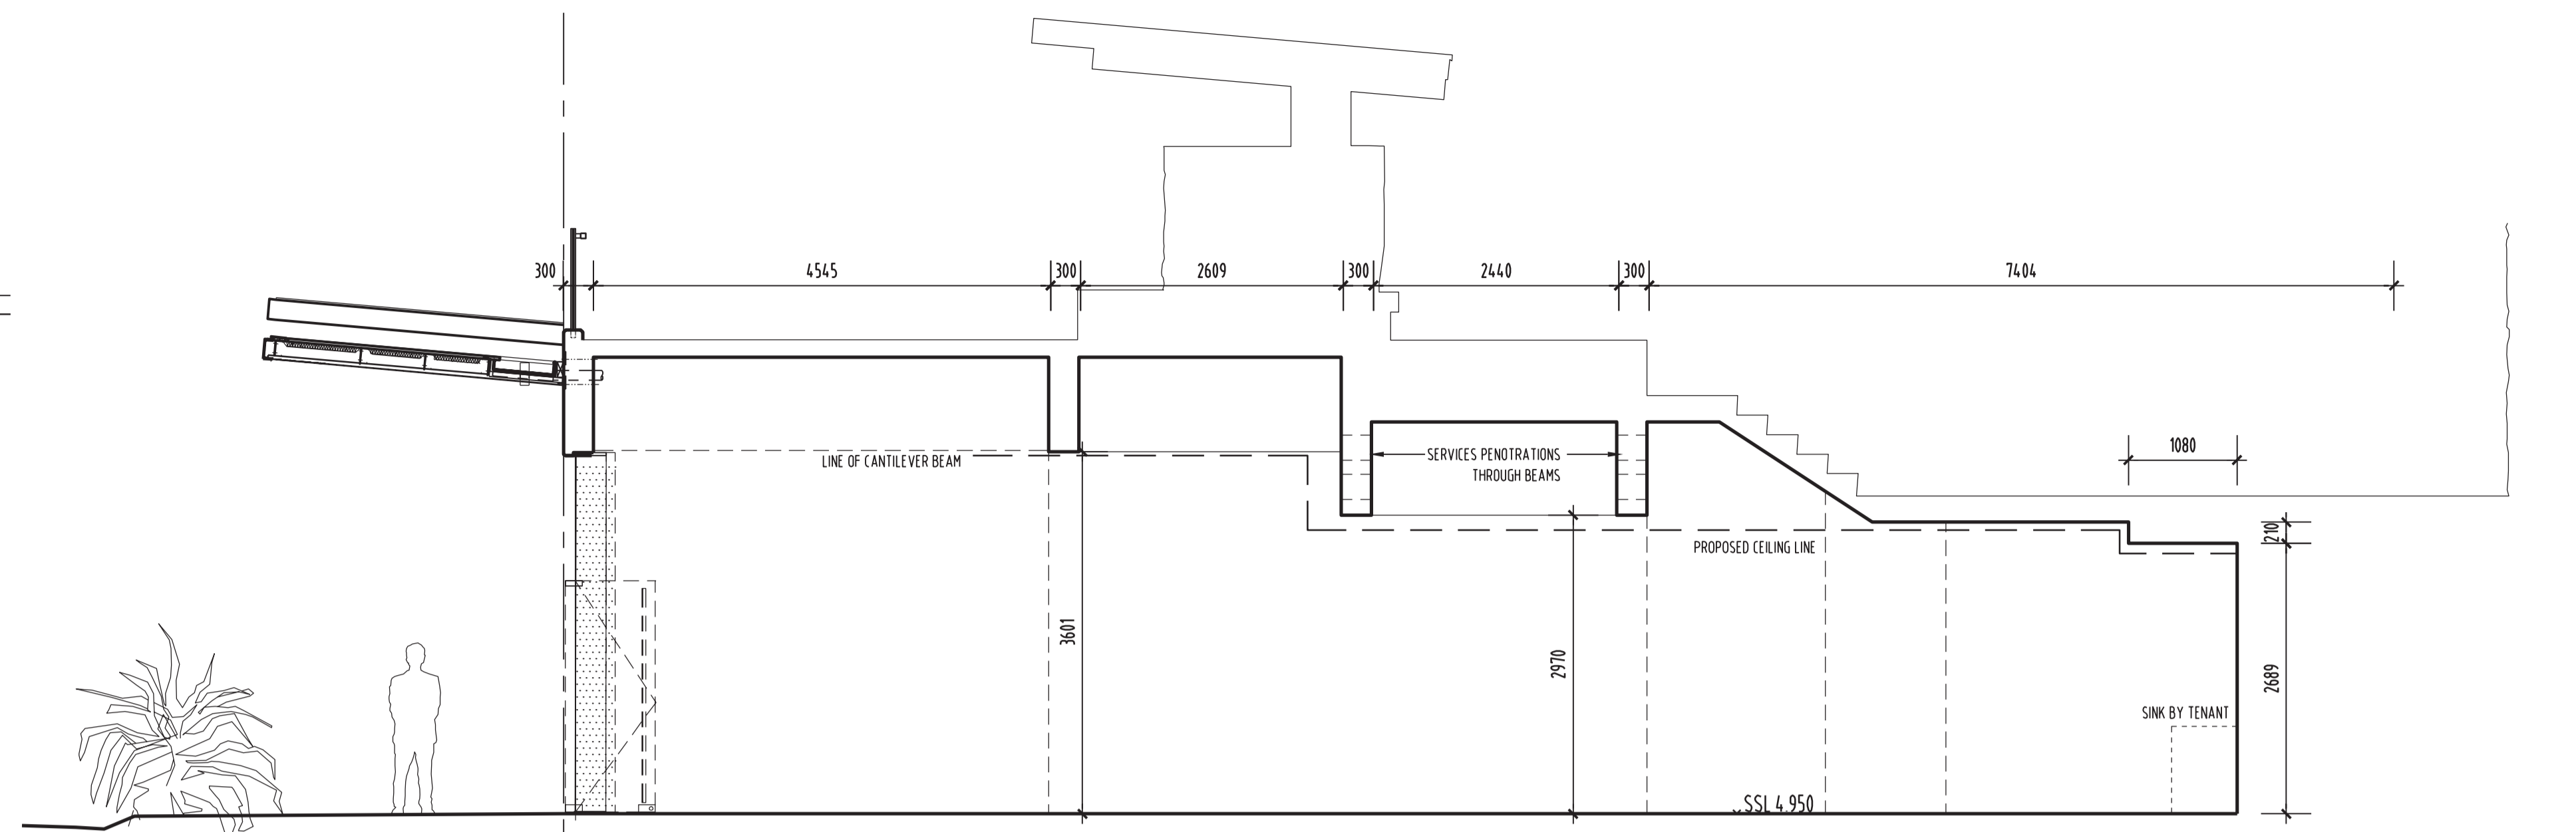 300
4545
300
2609
300
2440
300
7404
1080
LINE OF CANTILEVER BEAM
SERVICES PENOTRATIONS
THROUGH BEAMS
210
PROPOSED CEILING LINE
3601
2970
2689
SINK BY TENANT
SSL 4.950